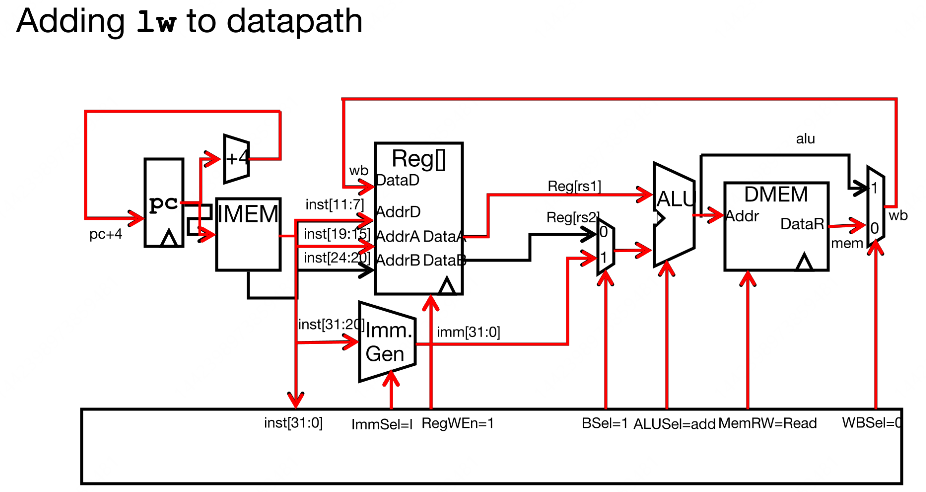 Adding lw to datapath
alu
+4
Reg[]
wb
DataD
Reg[rs1]
ALU
DMEM
1
pc
IMEM
inst[11:7]
AddrD
Reg[rs2]
Addr
DataR
wb
pc+4
inst[19:15]
AddrA
DataA
0
mem
0
inst[24:20]
AddrB
DataB
1
inst[31:20]
Imm.
Gen
imm[31:0]
inst[31:0]
ImmSel=I
RegWEn=1
BSel=1
ALUSel=add
MemRW=Read
WBSel=0